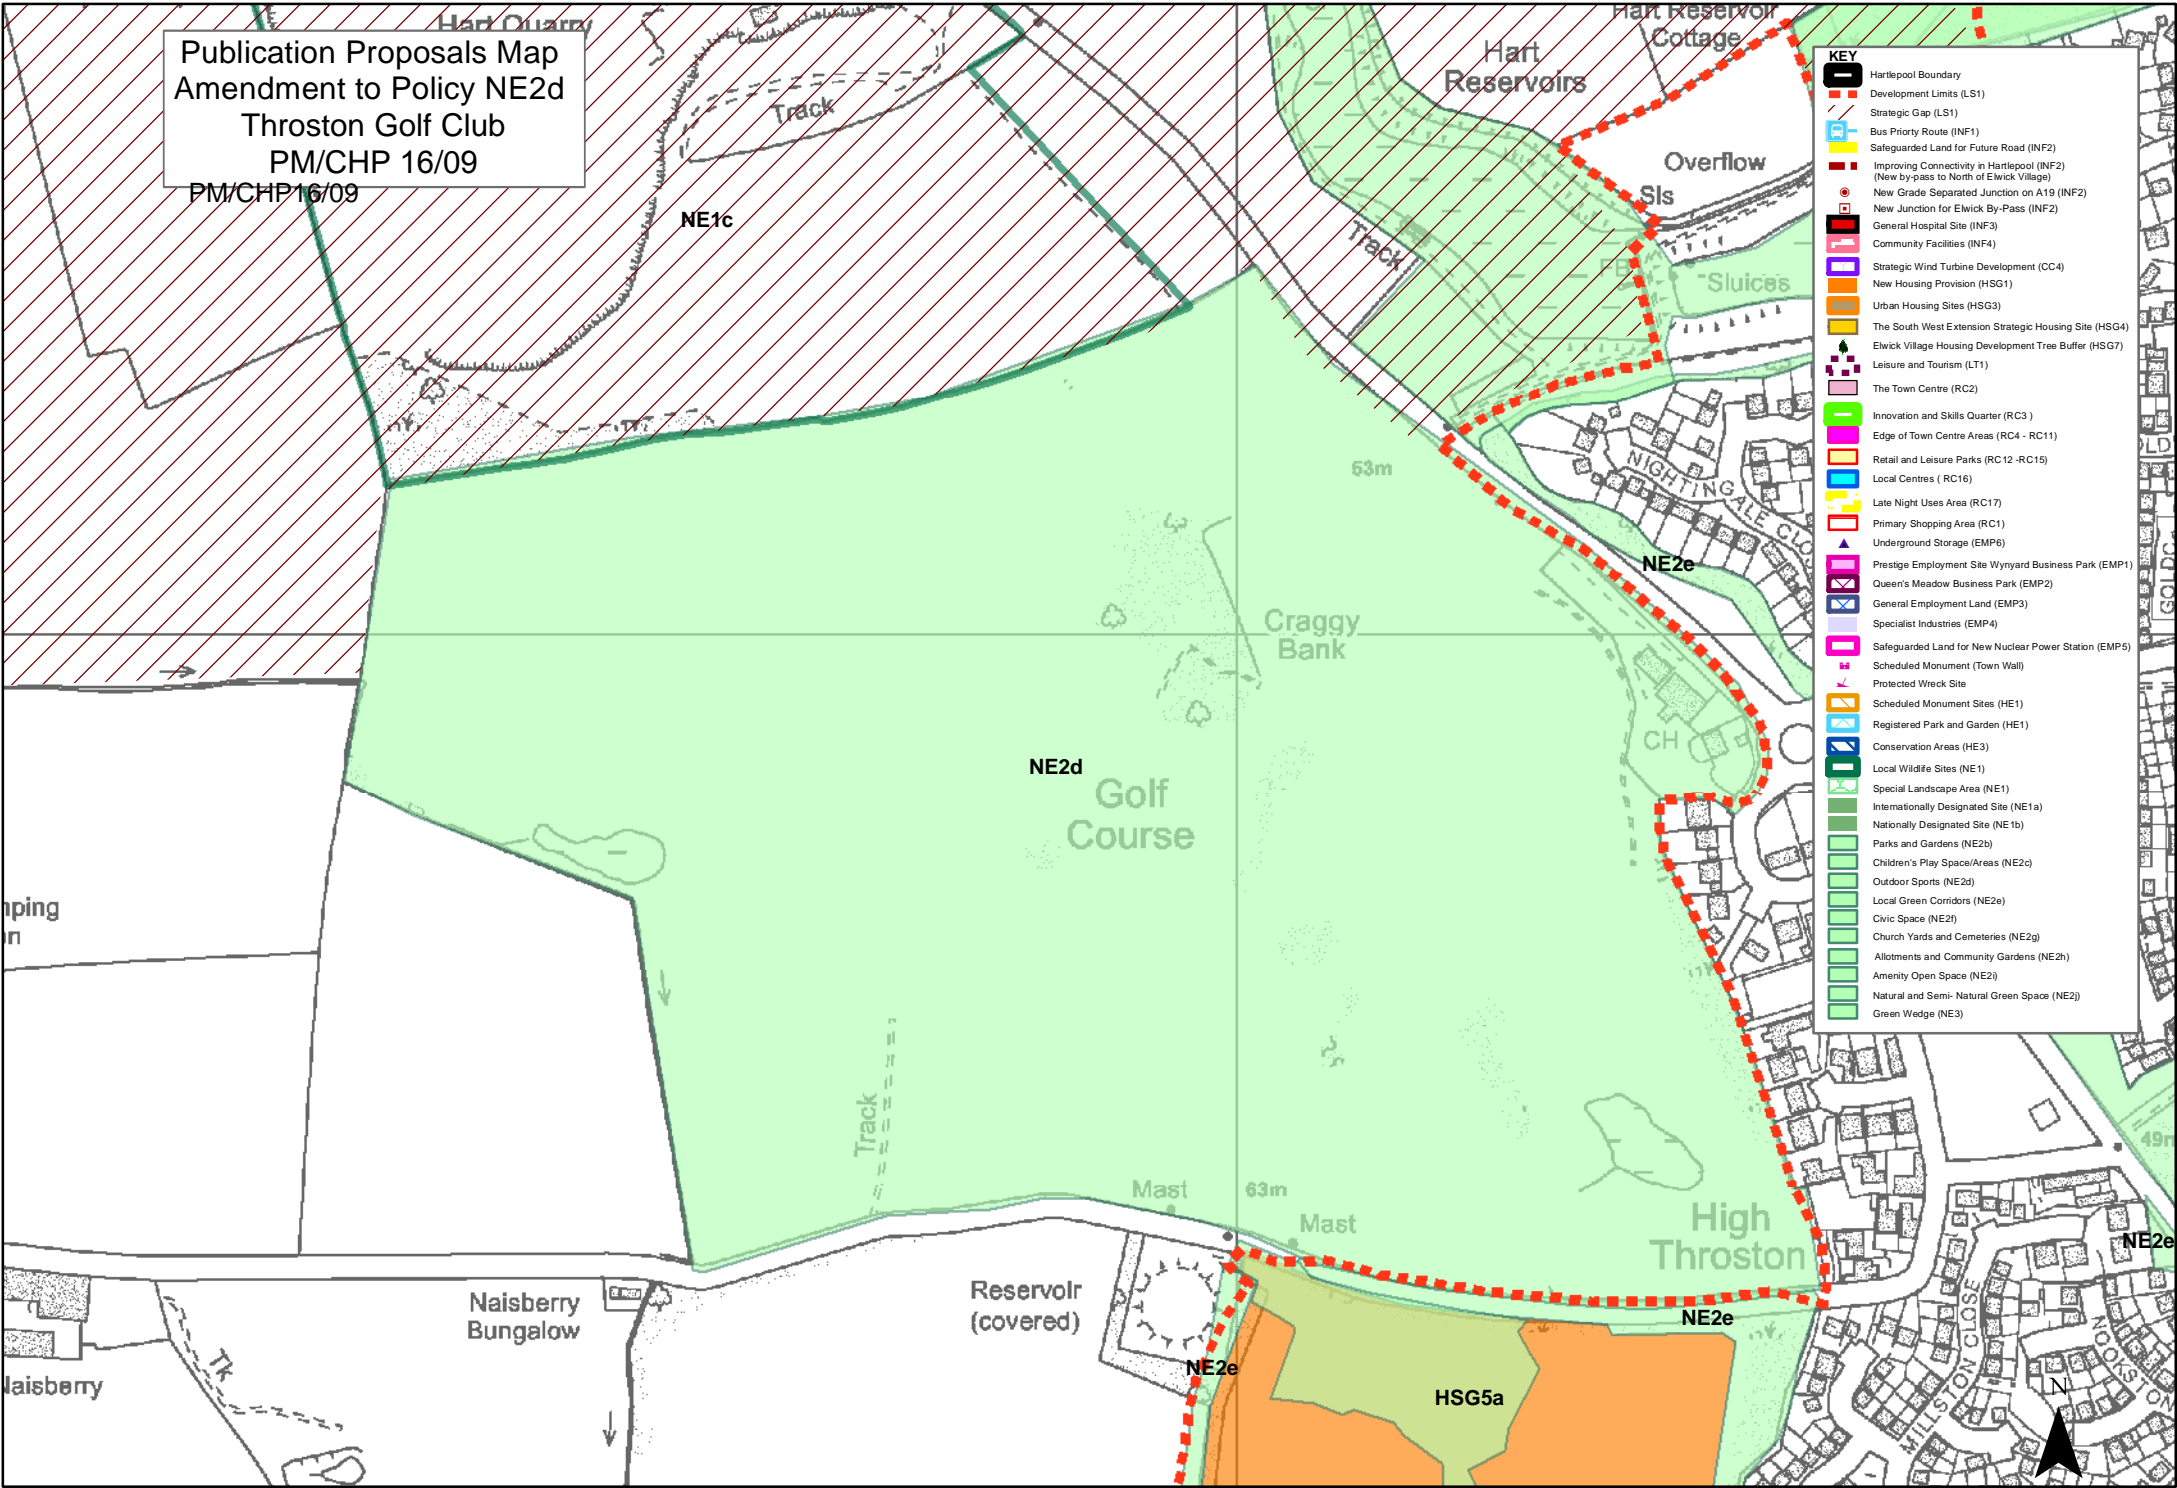 Publication Proposals Map
Amendment to Policy NE2d
Throston Golf Club
PM/CHP 16/09
PM/CHP16/09
Hart Quarry
Track
NE1c
Hart
Reservoirs
Hart Reservoir
Cottage
Overflow
Sls
Track
FB
Sluices
NIGHTINGALE CLO
53m
NE2e
Craggy
Bank
CH
NE2d
Golf
Course
Track
Mast
63m
Mast
High
Throston
NE2e
NE2e
NE2e
HSG5a
Reservoir
(covered)
Naisberry
Bungalow
Tk
Naisberry
nping
n
MILLSTON CLOSE
NOOKS
ON
49m
OLD
GOLDC
N
KEY
Hartlepool Boundary
Development Limits (LS1)
Strategic Gap (LS1)
Bus Priorty Route (INF1)
Safeguarded Land for Future Road (INF2)
Improving Connectivity in Hartlepool (INF2)
(New by-pass to North of Elwick Village)
New Grade Separated Junction on A19 (INF2)
New Junction for Elwick By-Pass (INF2)
General Hospital Site (INF3)
Community Facilities (INF4)
Strategic Wind Turbine Development (CC4)
New Housing Provision (HSG1)
Urban Housing Sites (HSG3)
The South West Extension Strategic Housing Site (HSG4)
Elwick Village Housing Development Tree Buffer (HSG7)
Leisure and Tourism (LT1)
The Town Centre (RC2)
Innovation and Skills Quarter (RC3 )
Edge of Town Centre Areas (RC4 - RC11)
Retail and Leisure Parks (RC12 -RC15)
Local Centres ( RC16)
Late Night Uses Area (RC17)
Primary Shopping Area (RC1)
Underground Storage (EMP6)
Prestige Employment Site Wynyard Business Park (EMP1)
Queen's Meadow Business Park (EMP2)
General Employment Land (EMP3)
Specialist Industries (EMP4)
Safeguarded Land for New Nuclear Power Station (EMP5)
Scheduled Monument (Town Wall)
Protected Wreck Site
Scheduled Monument Sites (HE1)
Registered Park and Garden (HE1)
Conservation Areas (HE3)
Local Wildlife Sites (NE1)
Special Landscape Area (NE1)
Internationally Designated Site (NE1a)
Nationally Designated Site (NE1b)
Parks and Gardens (NE2b)
Children's Play Space/Areas (NE2c)
Outdoor Sports (NE2d)
Local Green Corridors (NE2e)
Civic Space (NE2f)
Church Yards and Cemeteries (NE2g)
Allotments and Community Gardens (NE2h)
Amenity Open Space (NE2i)
Natural and Semi- Natural Green Space (NE2j)
Green Wedge (NE3)